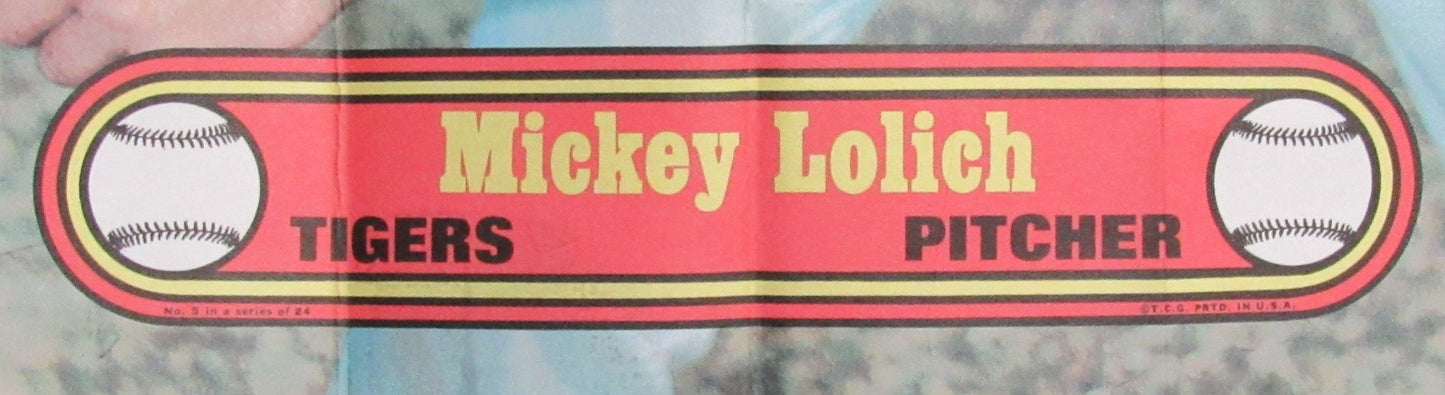 Mickey Lolich
TIGERS PITCHER
No. 5 in a series of 24 ©T.C.G. PRTD. IN U.S.A.